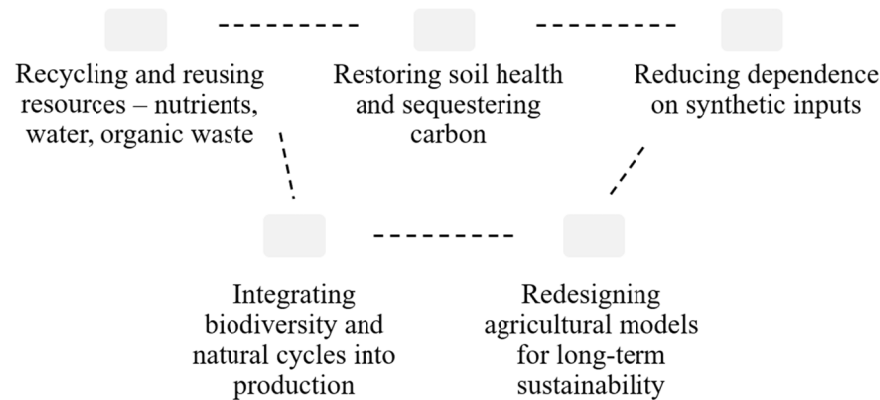 Recycling and reusing
resources – nutrients,
water, organic waste
Restoring soil health
and sequestering
carbon
Reducing dependence
on synthetic inputs
Integrating
biodiversity and
natural cycles into
production
Redesigning
agricultural models
for long-term
sustainability